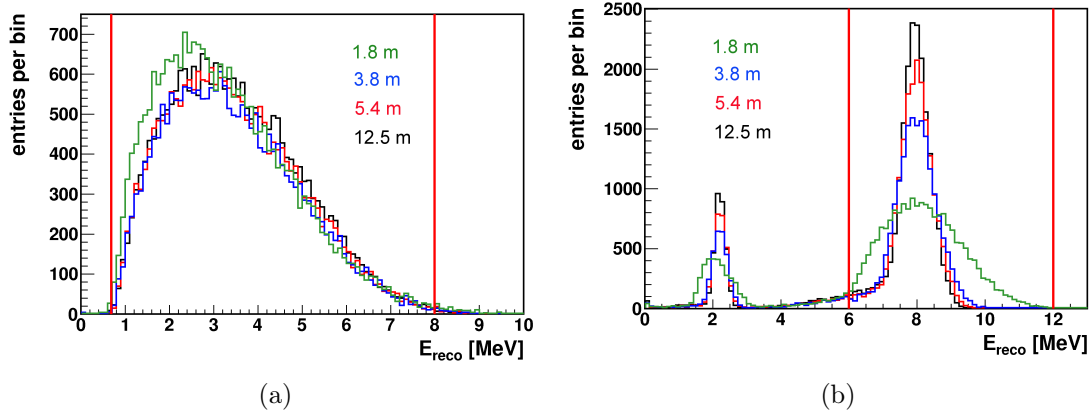 entries per bin
700
600
500
400
300
200
100
0
1.8 m
3.8 m
5.4 m
12.5 m
0 1 2 3 4 5 6 7 8 9 10
E_reco [MeV]
(a)
entries per bin
2500
2000
1500
1000
500
0
1.8 m
3.8 m
5.4 m
12.5 m
0 2 4 6 8 10 12
E_reco [MeV]
(b)